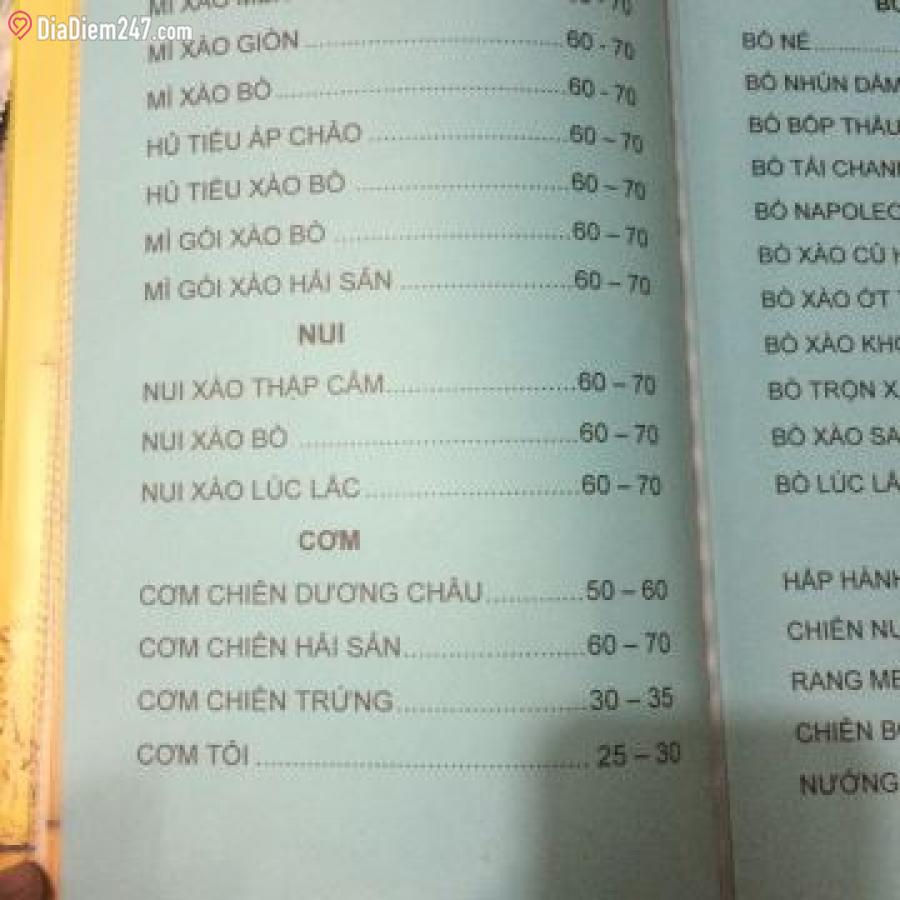 DiaDiem247.com
MÌ XÀO
MÌ XÀO GIÒN 60 - 70
MÌ XÀO BÒ 60 - 70
HỦ TIẾU ÁP CHẢO 60 – 70
HỦ TIẾU XÀO BÒ 60 – 70
MÌ GÓI XÀO BÒ 60 – 70
MÌ GÓI XÀO HẢI SẢN 60 – 70
NUI
NUI XÀO THẬP CẨM 60 – 70
NUI XÀO BÒ 60 – 70
NUI XÀO LÚC LẮC 60 – 70
CƠM
CƠM CHIÊN DƯƠNG CHÂU 50 – 60
CƠM CHIÊN HẢI SẢN 60 – 70
CƠM CHIÊN TRỨNG 30 – 35
CƠM TỎI 25 – 30
BÒ NÉ
BÒ NHÚN
BÒ BÓP
BÒ TÁI
BÒ
BÒ XÀO CỦ
BÒ XÀO ỚT
BÒ XÀO
BÒ TRỘN
BÒ XÀO
BÒ LÚC
HẤP
CHIÊN
RANG
CHIÊN
NƯỚNG